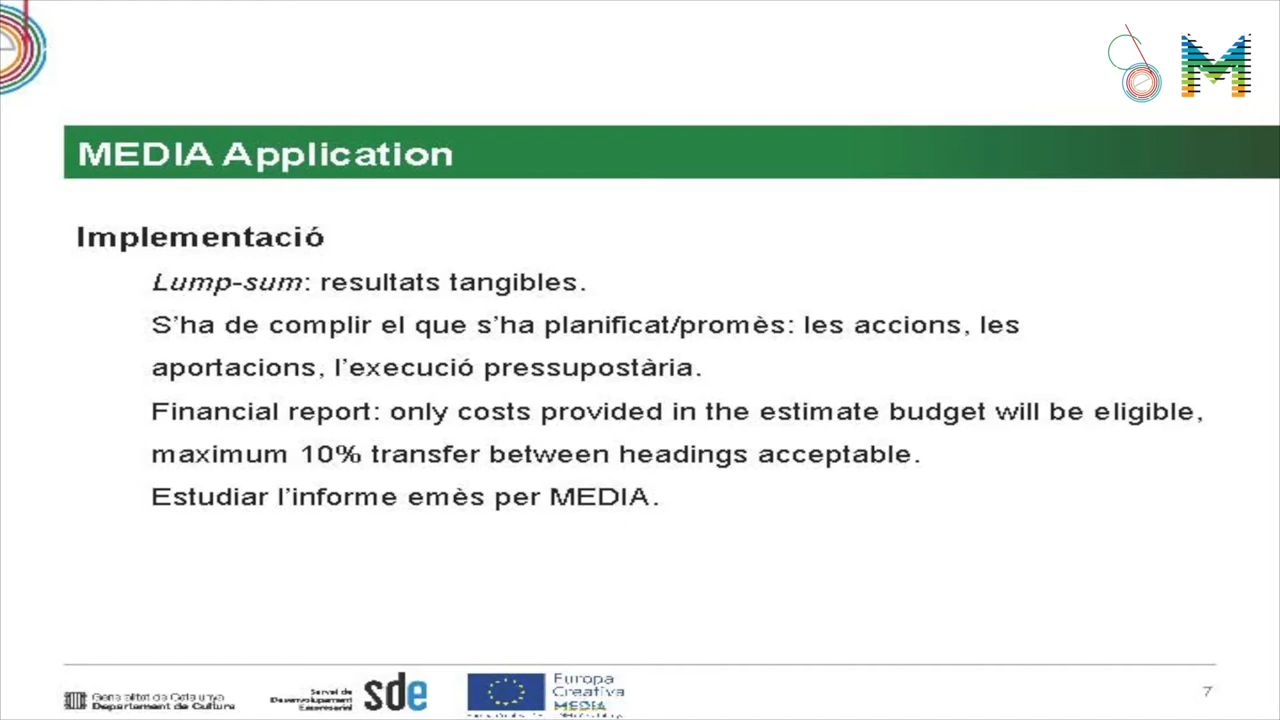 MEDIA Application
Implementació
Lump-sum: resultats tangibles.
S'ha de complir el que s'ha planificat/promès: les accions, les
aportacions, l'execució pressupostària.
Financial report: only costs provided in the estimate budget will be eligible,
maximum 10% transfer between headings acceptable.
Estudiar l'informe emès per MEDIA.
Generalitat de Catalunya
Departament de Cultura
Servei de
Desenvolupament
Empresarial
sde
Europa
Creativa
MEDIA
7